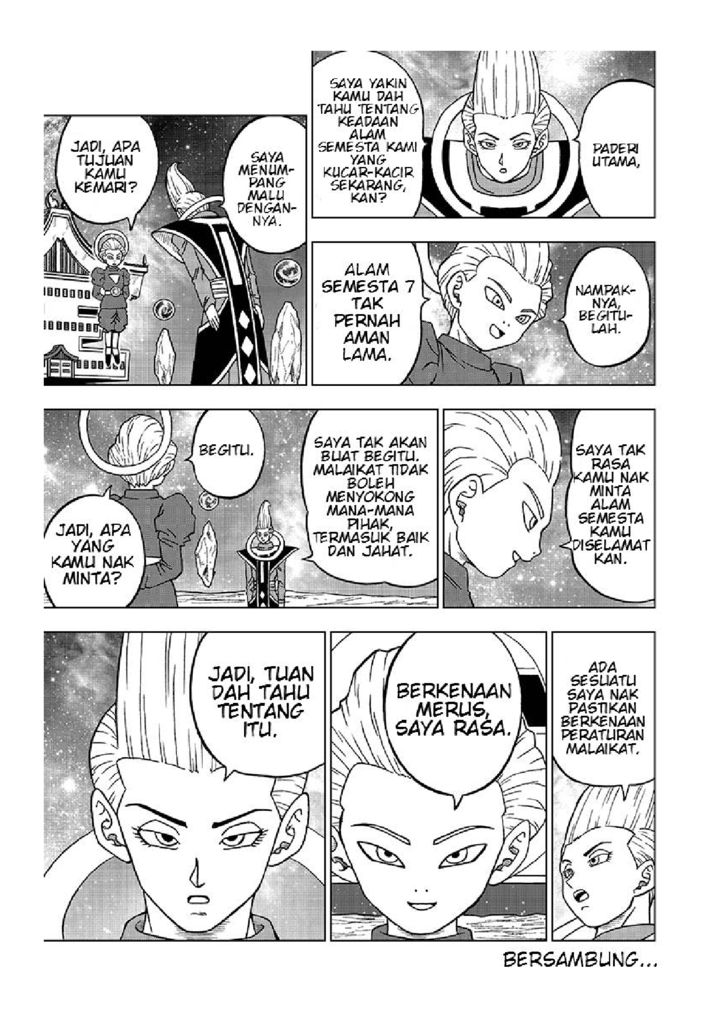 PADERI
UTAMA,
SAYA YAKIN
KAMU DAH
TAHU TENTANG
KEADAAN
ALAM
SEMESTA KAMI
YANG
KUCAR-KACIR
SEKARANG,
KAN?
SAYA
MENUM-
PANG
MALU
DENGAN-
NYA.
JADI, APA
TUJUAN
KAMU
KEMARI?
NAMPAK-
NYA,
BEGITU-
LAH.
ALAM
SEMESTA 7
TAK
PERNAH
AMAN
LAMA.
SAYA TAK
RASA
KAMU NAK
MINTA
ALAM
SEMESTA
KAMU
DISELAMAT
KAN.
SAYA TAK AKAN
BUAT BEGITU.
MALAIKAT TIDAK
BOLEH
MENYOKONG
MANA-MANA
PIHAK,
TERMASUK BAIK
DAN JAHAT.
BEGITU.
JADI, APA
YANG
KAMU NAK
MINTA?
ADA
SESUATU
SAYA NAK
PASTIKAN
BERKENAAN
PERATURAN
MALAIKAT.
BERKENAAN
MERUS,
SAYA RASA.
JADI, TUAN
DAH TAHU
TENTANG
ITU.
BERSAMBUNG...